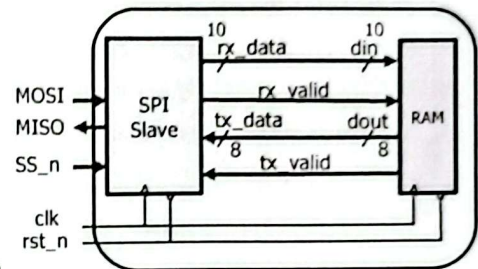 10 10
rx_data din
MOSI SPI rx_valid RAM
MISO Slave tx_data dout
8 8
SS_n tx_valid
clk
rst_n